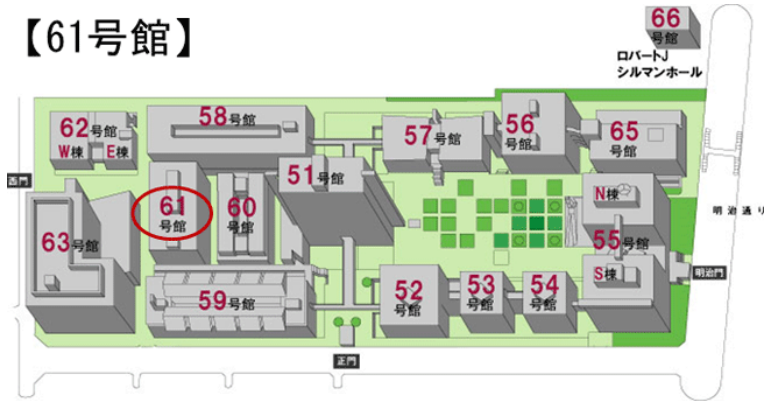 【61号館】
66
号館
ロバートJ
シルマンホール
62号館
W棟 E棟
58号館
57号館
56
号館
65
号館
西門
51号館
61
号館
60
号館
N棟
明治通り
63号館
55
号館
S棟
明治門
59号館
52
号館
53
号館
54
号館
正門